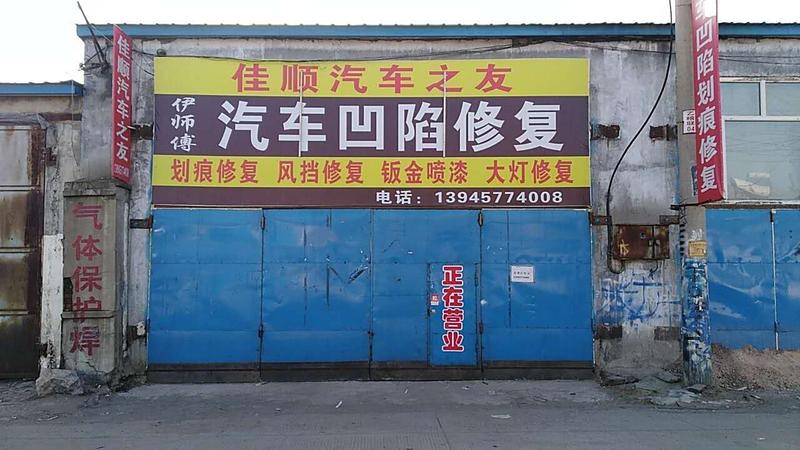 佳顺汽车之友
佳顺汽车之友
伊师傅
汽车凹陷修复
划痕修复 风挡修复 钣金喷漆 大灯修复
电话：13945774008
气体保护焊
正在营业
凹陷划痕修复